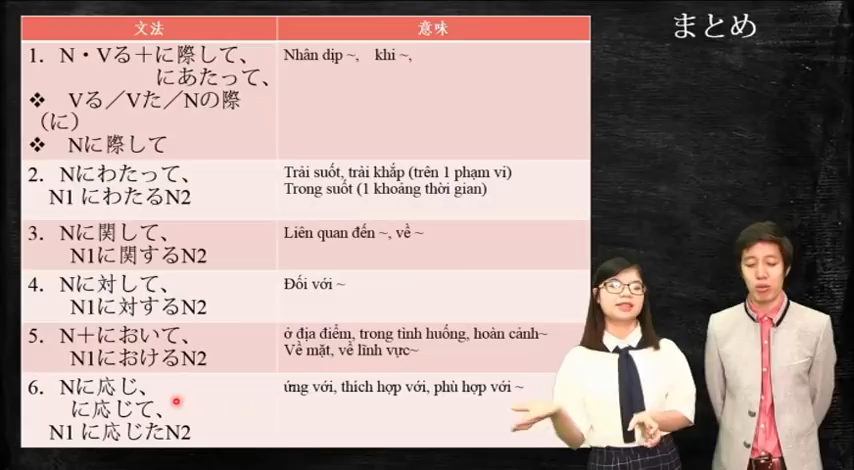 まとめ
文法 意味
1. N・Vる＋に際して、 Nhân dịp ~, khi ~,
にあたって、
❖ Vる／Vた／Nの際
（に）
❖ Nに際して
2. Nにわたって、 Trải suốt, trải khắp (trên 1 phạm vi)
N1 にわたるN2 Trong suốt (1 khoảng thời gian)
3. Nに関して、 Liên quan đến ~, về ~
N1に関するN2
4. Nに対して、 Đối với ~
N1に対するN2
5. N＋において、 ở địa điểm, trong tình huống, hoàn cảnh~
N1におけるN2 Về mặt, về lĩnh vực~
6. Nに応じ、 ứng với, thích hợp với, phù hợp với ~
に応じて、
N1 に応じたN2